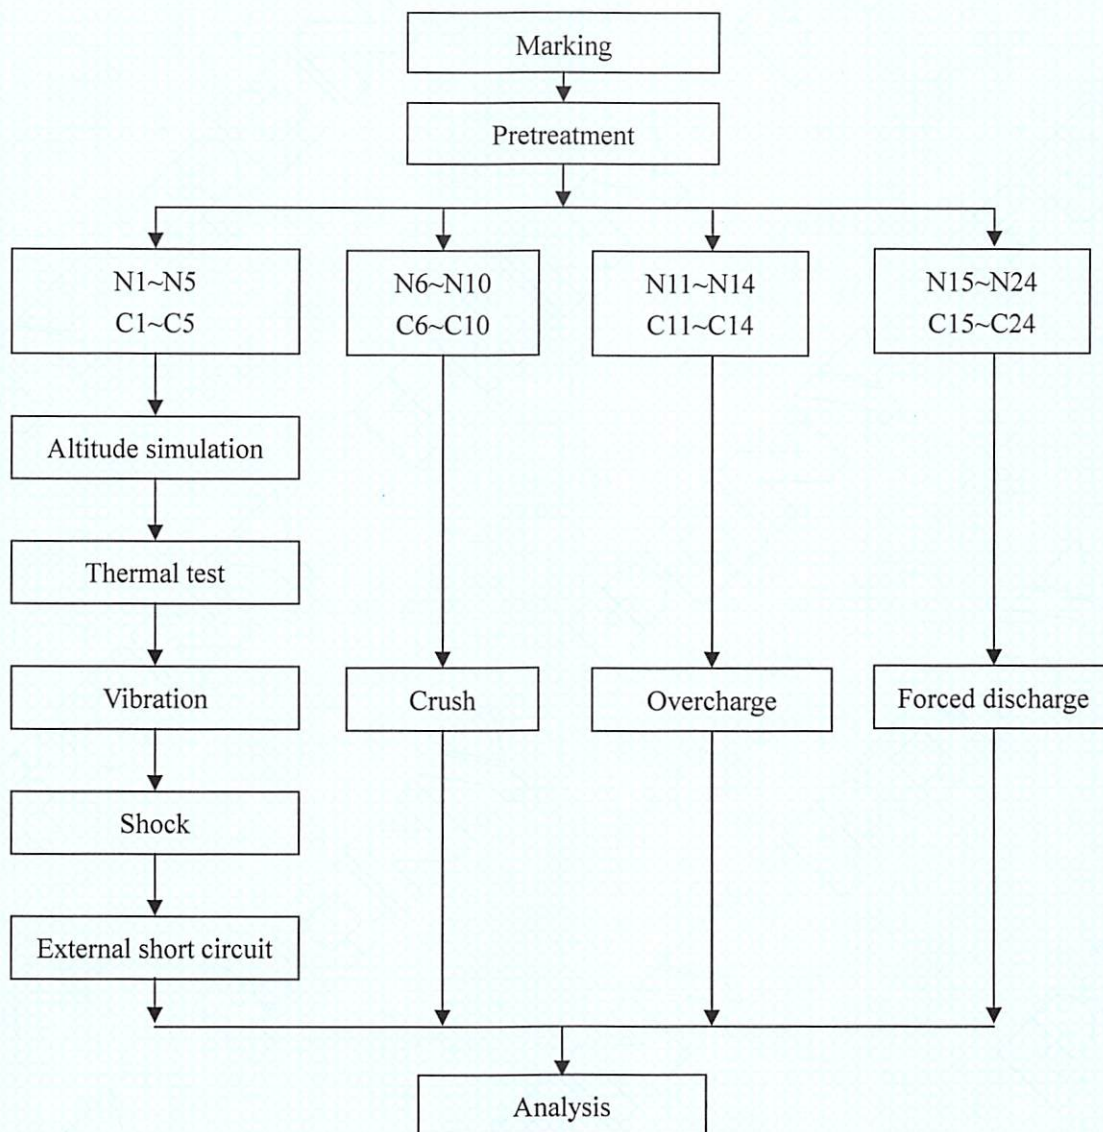 Marking
Pretreatment
N1~N5
C1~C5
N6~N10
C6~C10
N11~N14
C11~C14
N15~N24
C15~C24
Altitude simulation
Thermal test
Vibration
Crush
Overcharge
Forced discharge
Shock
External short circuit
Analysis